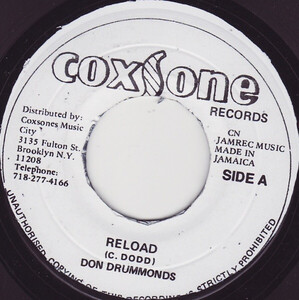 coxsone
RECORDS
Distributed by:
Coxsones Music
City
3135 Fulton St.
Brooklyn N.Y.
11208
Telephone:
718-277-4166
CN
JAMREC MUSIC
MADE IN
JAMAICA
SIDE A
RELOAD
(C. DODD)
DON DRUMMONDS
UNAUTHORISED COPYING OF THIS RECORDING IS STRICTLY PROHIBITED